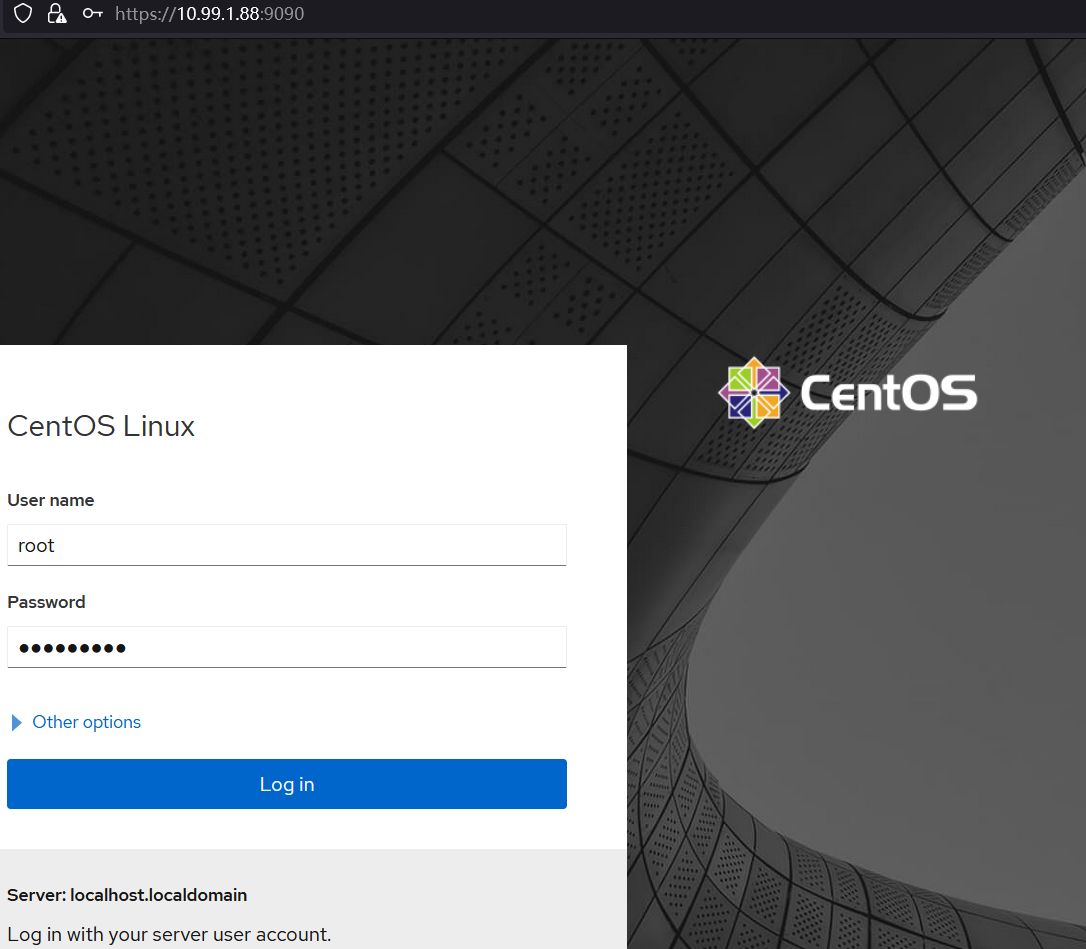 https://10.99.1.88:9090
CentOS
CentOS Linux
User name
root
Password
●●●●●●●●●
Other options
Log in
Server: localhost.localdomain
Log in with your server user account.